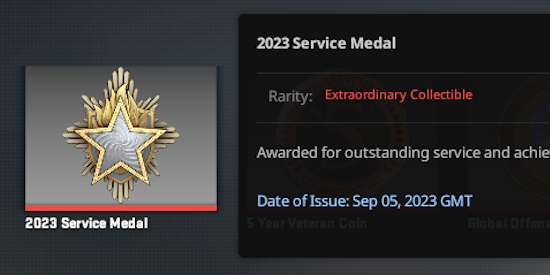 2023 Service Medal
Rarity: Extraordinary Collectible
Awarded for outstanding service and achie
Date of Issue: Sep 05, 2023 GMT
2023 Service Medal
5 Year Veteran Coin
Global Offens